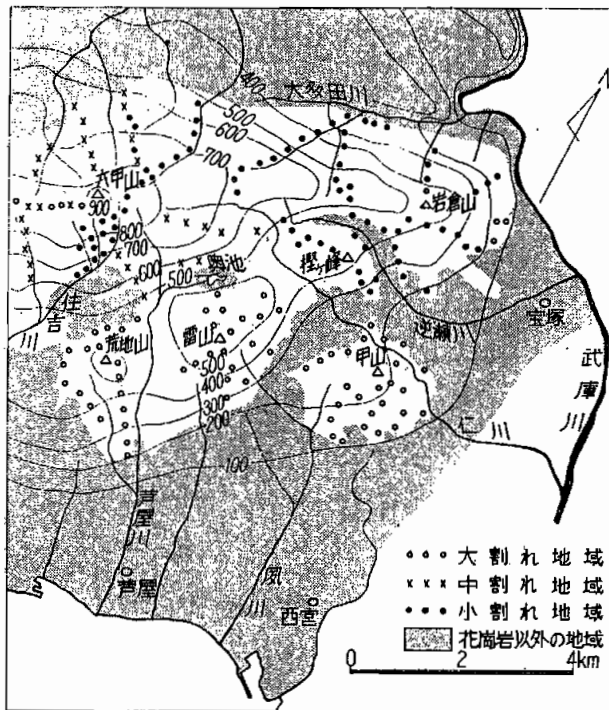 400
大多田川
500
600
700
六甲山
900
800
700
600
500
岩倉山
奥池
樫ヶ峰
住吉川
荒地山
雷山
500
400
300
200
100
逆瀬川
宝塚
甲山
武庫川
仁川
芦屋川
芦屋
夙川
西宮
大割れ地域
中割れ地域
小割れ地域
花崗岩以外の地域
0 2 4km